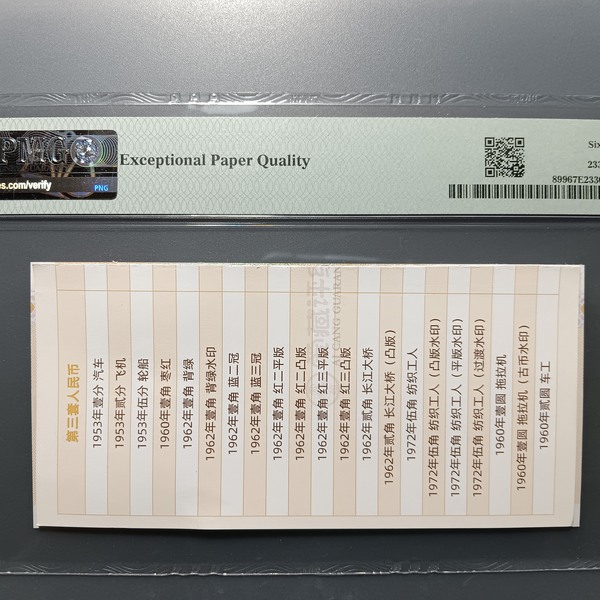 PMG
Exceptional Paper Quality
es.com/verify
PNG
Six
233
89967E2330
第三套人民币
1953年壹分 汽车
1953年贰分 飞机
1953年伍分 轮船
1960年壹角 枣红
1962年壹角 背绿
1962年壹角 背绿水印
1962年壹角 蓝二冠
1962年壹角 蓝三冠
1962年壹角 红二平版
1962年壹角 红二凸版
1962年壹角 红三平版
1962年壹角 红三凸版
1962年贰角 长江大桥
1962年贰角 长江大桥（凸版）
1972年伍角 纺织工人
1972年伍角 纺织工人（凸版水印）
1972年伍角 纺织工人（平版水印）
1972年伍角 纺织工人（过渡水印）
1960年壹圆 拖拉机
1960年壹圆 拖拉机（古币水印）
1960年贰圆 车工